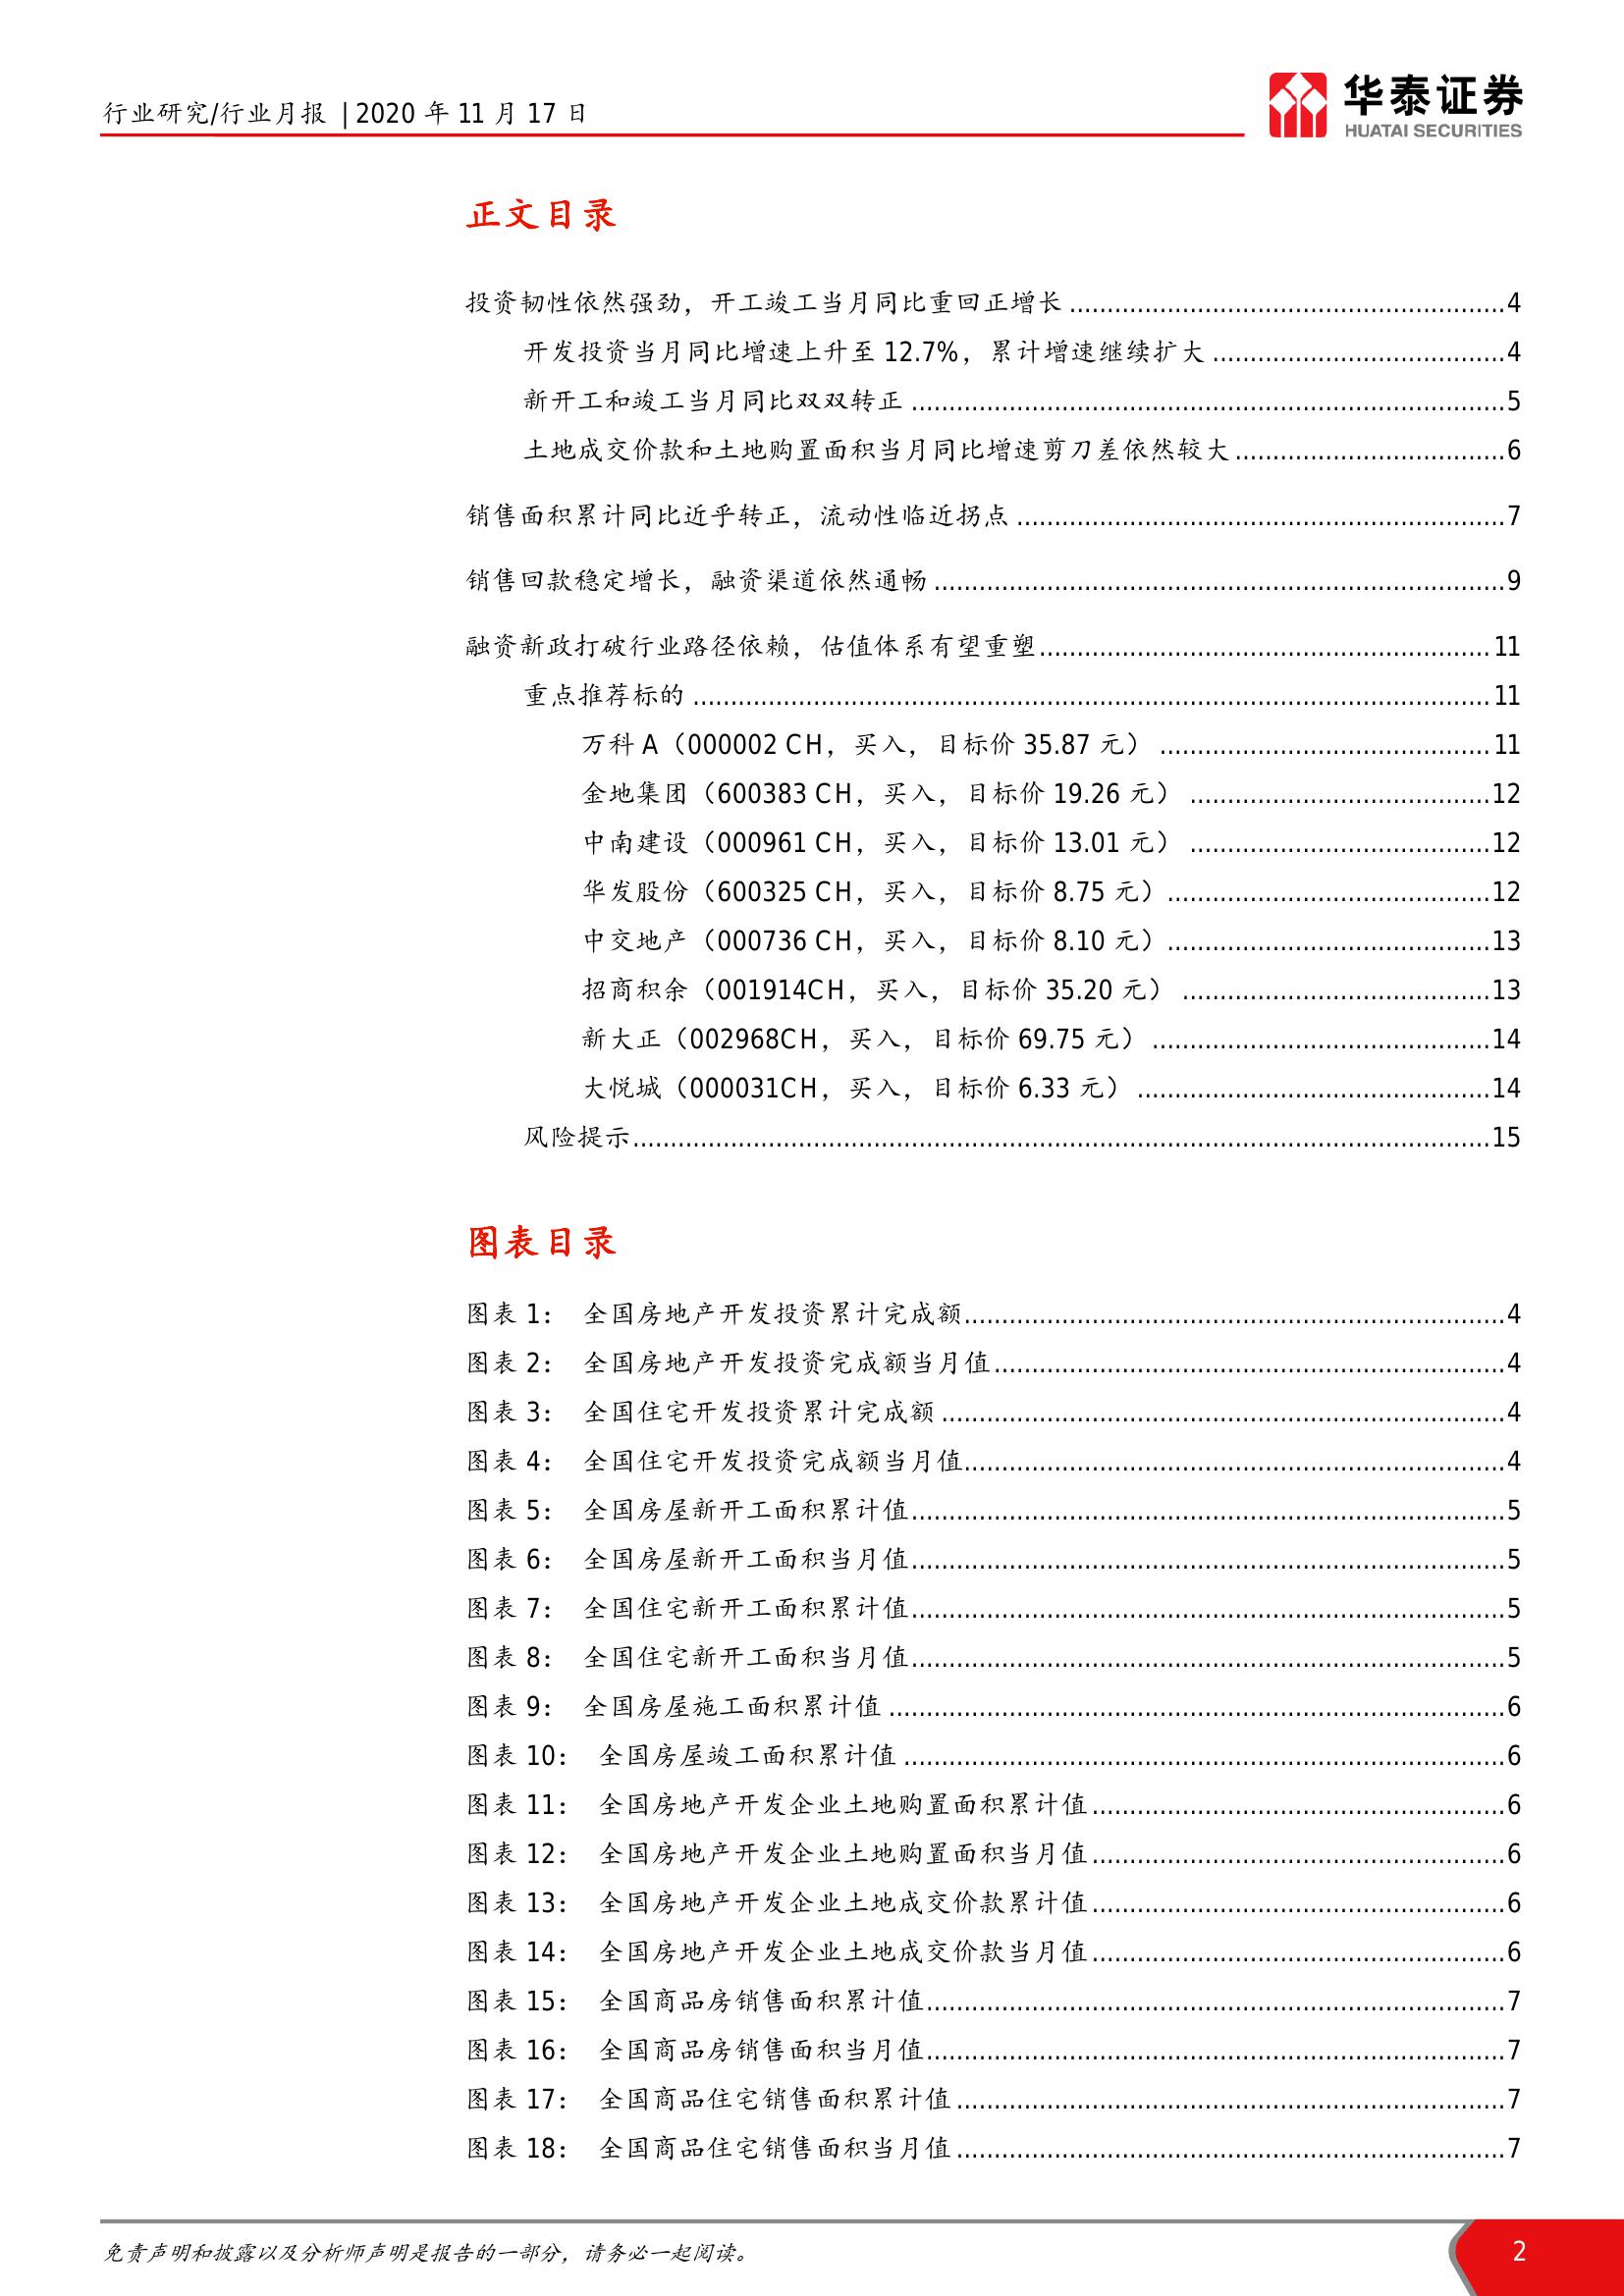 行业研究/行业月报 | 2020 年 11 月 17 日
华泰证券
HUATAI SECURITIES
正文目录
投资韧性依然强劲，开工竣工当月同比重回正增长 ........ 4
开发投资当月同比增速上升至 12.7%，累计增速继续扩大 ........ 4
新开工和竣工当月同比双双转正 ........ 5
土地成交价款和土地购置面积当月同比增速剪刀差依然较大 ........ 6
销售面积累计同比近乎转正，流动性临近拐点 ........ 7
销售回款稳定增长，融资渠道依然通畅 ........ 9
融资新政打破行业路径依赖，估值体系有望重塑 ........ 11
重点推荐标的 ........ 11
万科 A（000002 CH，买入，目标价 35.87 元） ........ 11
金地集团（600383 CH，买入，目标价 19.26 元） ........ 12
中南建设（000961 CH，买入，目标价 13.01 元） ........ 12
华发股份（600325 CH，买入，目标价 8.75 元） ........ 12
中交地产（000736 CH，买入，目标价 8.10 元） ........ 13
招商积余（001914CH，买入，目标价 35.20 元） ........ 13
新大正（002968CH，买入，目标价 69.75 元） ........ 14
大悦城（000031CH，买入，目标价 6.33 元） ........ 14
风险提示 ........ 15
图表目录
图表 1： 全国房地产开发投资累计完成额 ........ 4
图表 2： 全国房地产开发投资完成额当月值 ........ 4
图表 3： 全国住宅开发投资累计完成额 ........ 4
图表 4： 全国住宅开发投资完成额当月值 ........ 4
图表 5： 全国房屋新开工面积累计值 ........ 5
图表 6： 全国房屋新开工面积当月值 ........ 5
图表 7： 全国住宅新开工面积累计值 ........ 5
图表 8： 全国住宅新开工面积当月值 ........ 5
图表 9： 全国房屋施工面积累计值 ........ 6
图表 10： 全国房屋竣工面积累计值 ........ 6
图表 11： 全国房地产开发企业土地购置面积累计值 ........ 6
图表 12： 全国房地产开发企业土地购置面积当月值 ........ 6
图表 13： 全国房地产开发企业土地成交价款累计值 ........ 6
图表 14： 全国房地产开发企业土地成交价款当月值 ........ 6
图表 15： 全国商品房销售面积累计值 ........ 7
图表 16： 全国商品房销售面积当月值 ........ 7
图表 17： 全国商品住宅销售面积累计值 ........ 7
图表 18： 全国商品住宅销售面积当月值 ........ 7
免责声明和披露以及分析师声明是报告的一部分，请务必一起阅读。
2